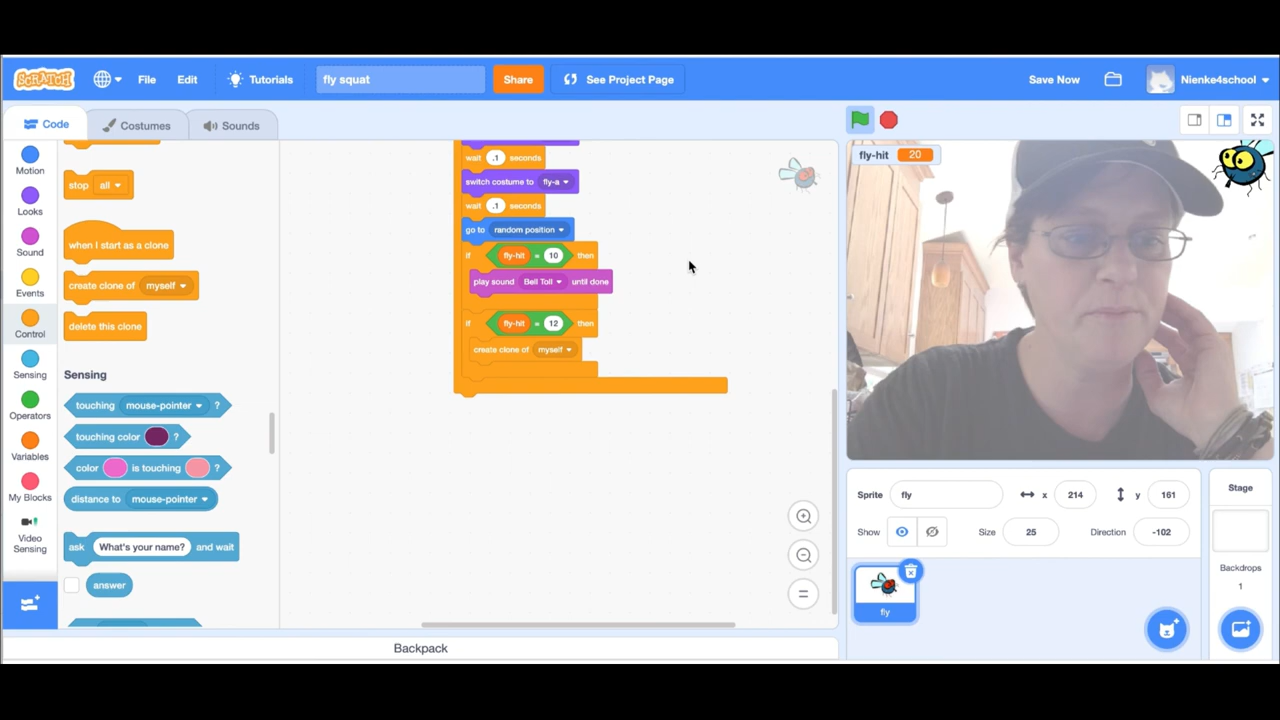 SCRATCH File Edit Tutorials fly squat Share See Project Page Save Now Nienke4school
Code Costumes Sounds
Motion
Looks
Sound
Events
Control
Sensing
Operators
Variables
My Blocks
Video
Sensing
stop all
when I start as a clone
create clone of myself
delete this clone
Sensing
touching mouse-pointer ?
touching color ?
color is touching ?
distance to mouse-pointer
ask What's your name? and wait
answer
wait .1 seconds
switch costume to fly-a
wait .1 seconds
go to random position
if fly-hit = 10 then
play sound Bell Toll until done
if fly-hit = 12 then
create clone of myself
Backpack
fly-hit 20
Sprite fly x 214 y 161
Show Size 25 Direction -102
fly
Stage
Backdrops
1